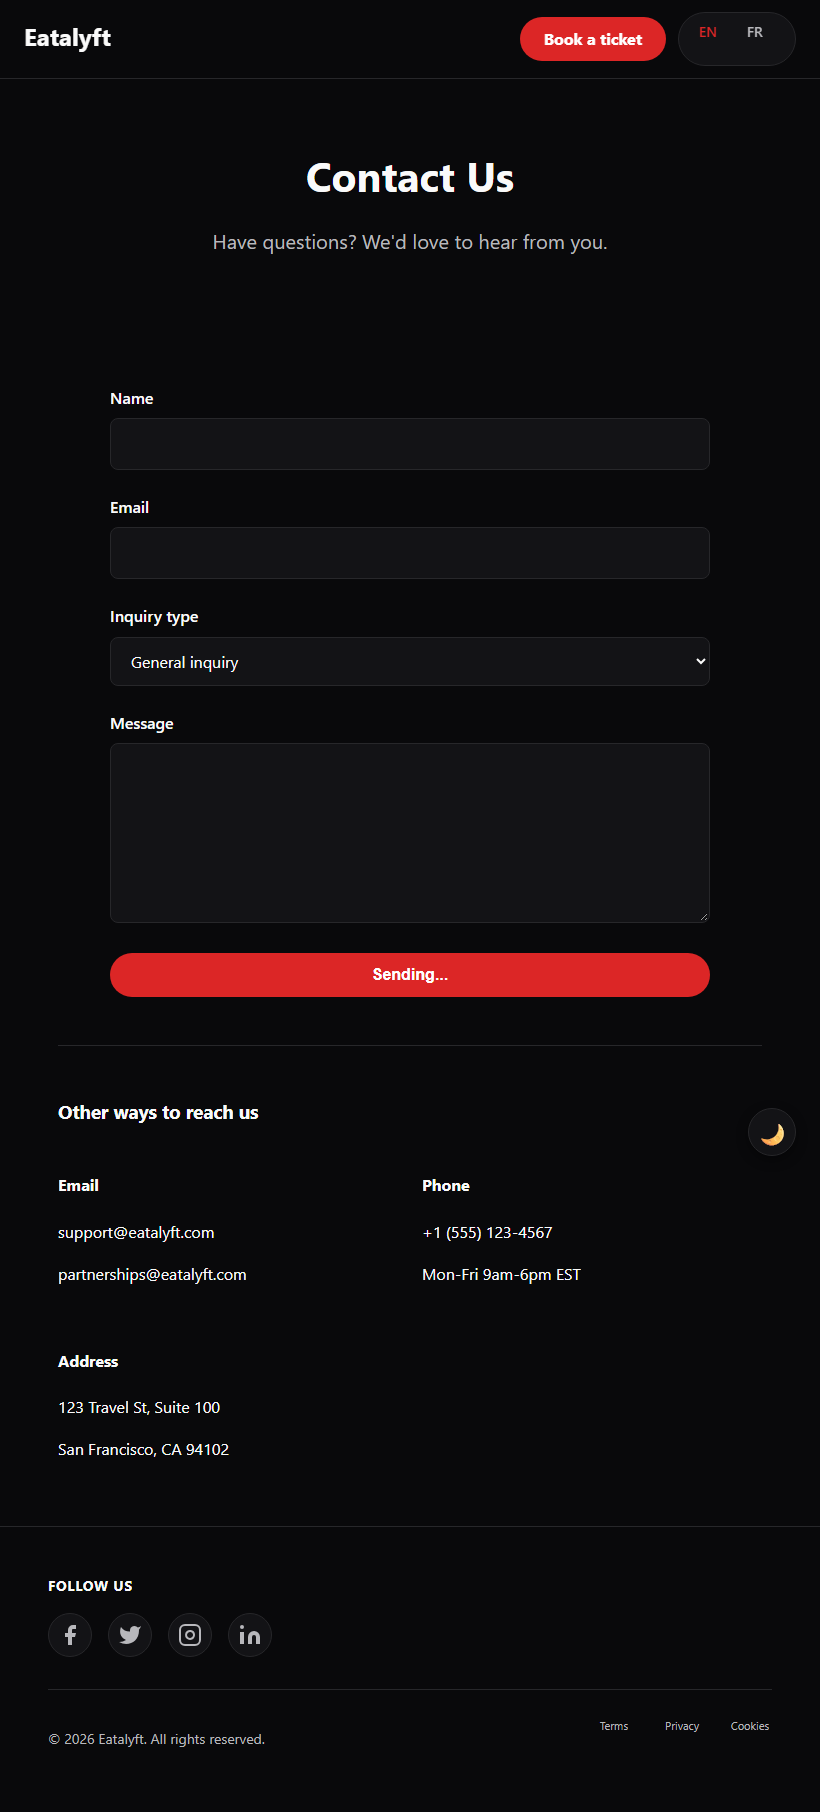 Eatalyft
Book a ticket
EN FR
Contact Us
Have questions? We'd love to hear from you.
Name
Email
Inquiry type
General inquiry
Message
Sending...
Other ways to reach us
Email
support@eatalyft.com
partnerships@eatalyft.com
Phone
+1 (555) 123-4567
Mon-Fri 9am-6pm EST
Address
123 Travel St, Suite 100
San Francisco, CA 94102
FOLLOW US
© 2026 Eatalyft. All rights reserved.
Terms Privacy Cookies